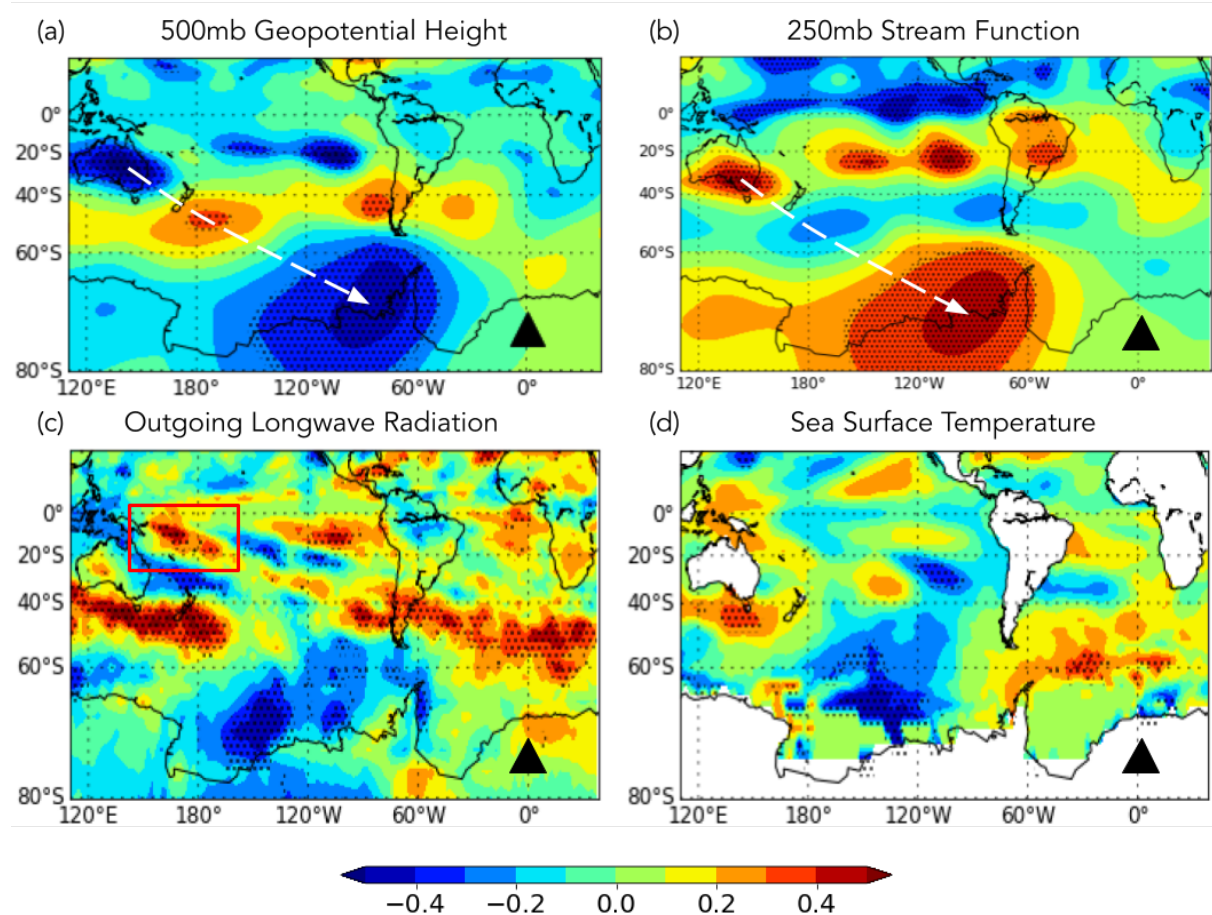 (a) 500mb Geopotential Height
(b) 250mb Stream Function
0°
20°S
40°S
60°S
80°S
120°E 180° 120°W 60°W 0°
0°
20°S
40°S
60°S
80°S
120°E 180° 120°W 60°W 0°
(c) Outgoing Longwave Radiation
(d) Sea Surface Temperature
0°
20°S
40°S
60°S
80°S
120°E 180° 120°W 60°W 0°
0°
20°S
40°S
60°S
80°S
120°E 180° 120°W 60°W 0°
−0.4 −0.2 0.0 0.2 0.4